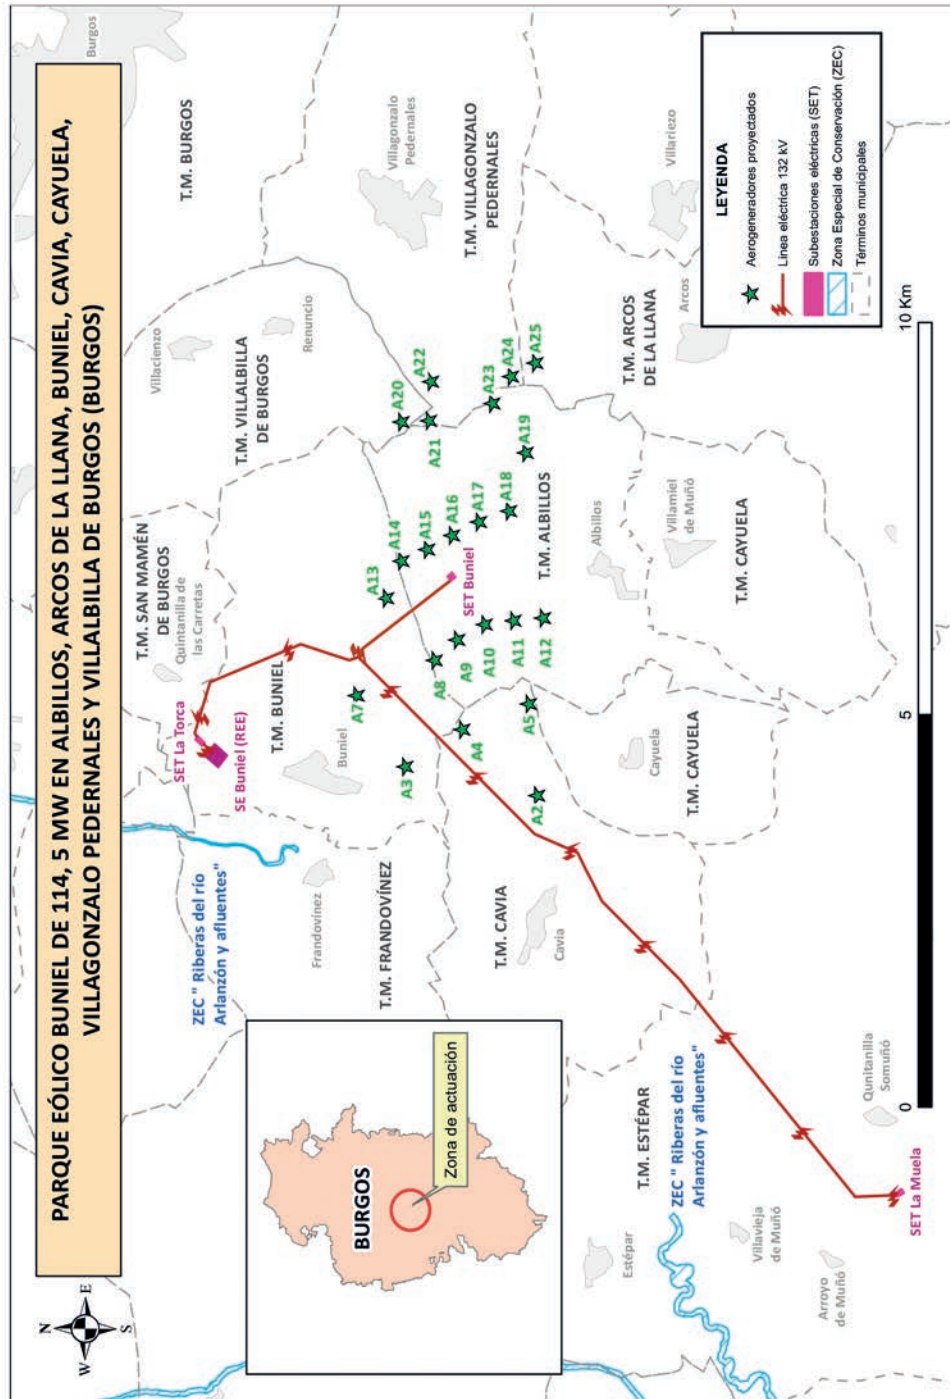 PARQUE EÓLICO BUNIEL DE 114, 5 MW EN ALBILLOS, ARCOS DE LA LLANA, BUNIEL, CAVIA, CAYUELA,
VILLAGONZALO PEDERNALES Y VILLALBILLA DE BURGOS (BURGOS)
N
W
E
S
Burgos
T.M. BURGOS
Villagonzalo
Pedernales
T.M. VILLAGONZALO
PEDERNALES
Villariezo
Villacienzo
Renuncio
T.M. VILLALBILLA
DE BURGOS
T.M. SAN MAMÉN
DE BURGOS
Quintanilla de
las Carretas
SET La Torca
SE Buniel (REE)
T.M. BUNIEL
Buniel
ZEC " Riberas del río
Arlanzón y afluentes"
Frandovinez
T.M. FRANDOVÍNEZ
A7
A13
A14
A15
A16
A17
A18
A19
A20
A21
A22
A23
A24
A25
A3
A4
A8
A9
A10
A11
A12
A5
A2
SET Buniel
T.M. ALBILLOS
Albillos
Villamiel
de Muñó
T.M. CAYUELA
T.M. ARCOS
DE LA LLANA
Arcos
T.M. CAVIA
Cavia
Cayuela
T.M. CAYUELA
BURGOS
Zona de actuación
T.M. ESTÉPAR
ZEC " Riberas del río
Arlanzón y afluentes"
Estépar
Villavieja
de Muñó
Arroyo
de Muñó
Qunitanilla
Somuñó
SET La Muela
LEYENDA
Aerogeneradores proyectados
Línea eléctrica 132 kV
Subestaciones eléctricas (SET)
Zona Especial de Conservación (ZEC)
Términos municipales
0
5
10 Km